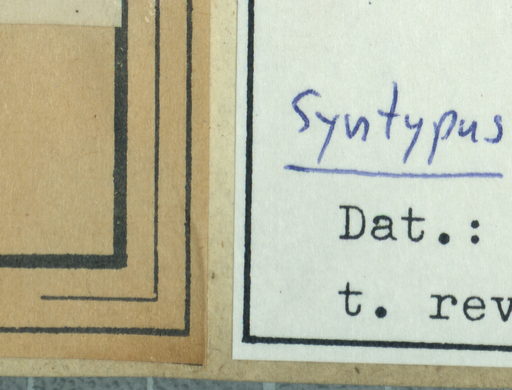 Syntypus
Dat.:
t. rev